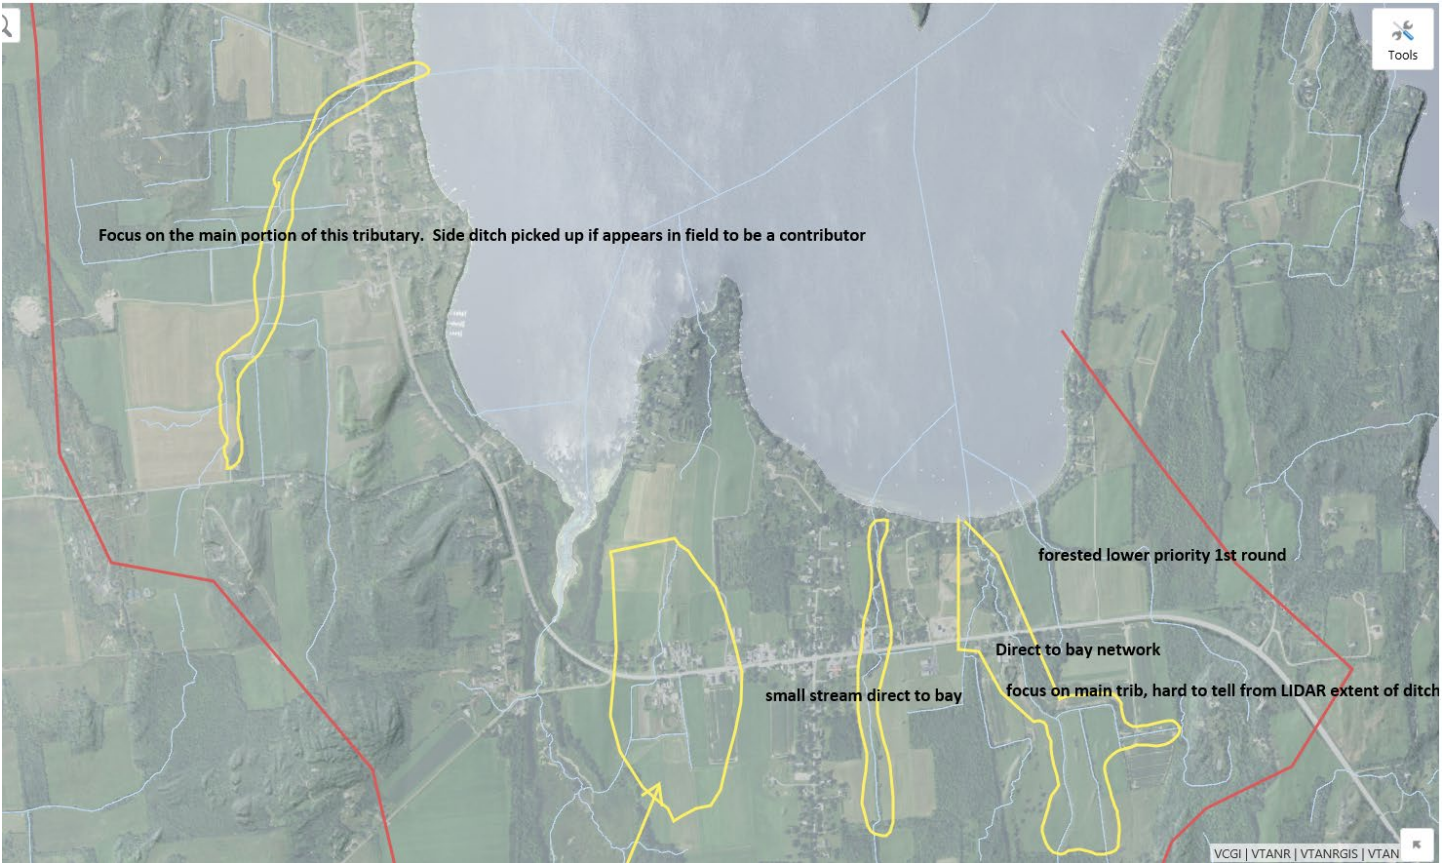 Tools
Focus on the main portion of this tributary. Side ditch picked up if appears in field to be a contributor
forested lower priority 1st round
Direct to bay network
small stream direct to bay
focus on main trib, hard to tell from LIDAR extent of ditch
VCGI | VTANR | VTANRGIS | VTAN